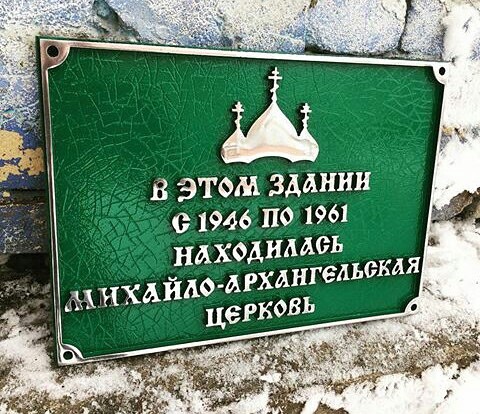 В ЭТОМ ЗДАНИИ
С 1946 ПО 1961
НАХОДИЛАСЬ
МИХАЙЛО-АРХАНГЕЛЬСКАЯ
ЦЕРКОВЬ